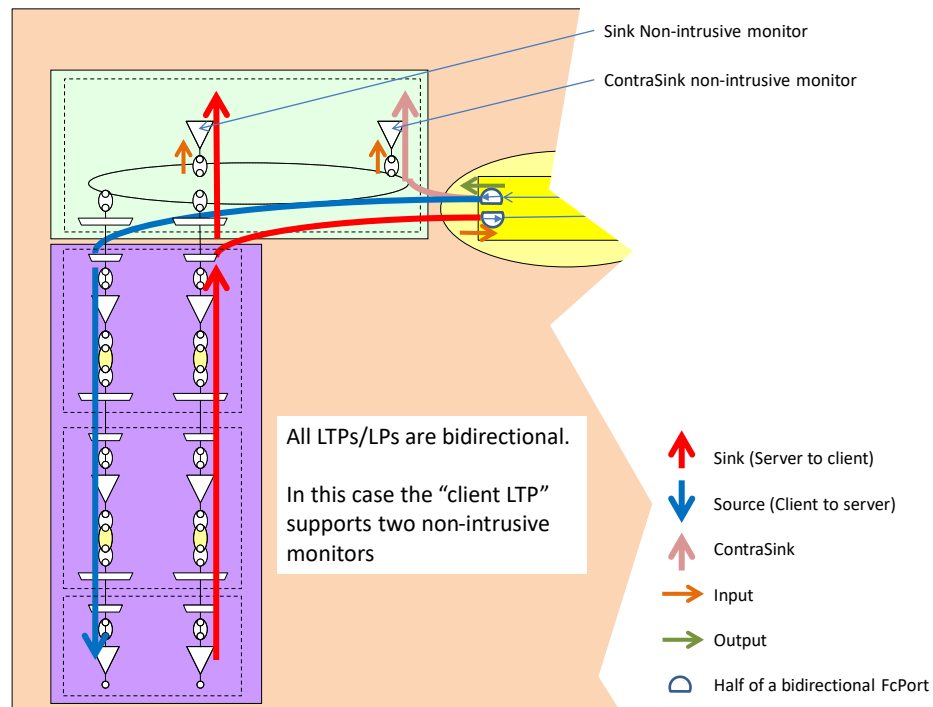 Sink Non-intrusive monitor
ContraSink non-intrusive monitor
All LTPs/LPs are bidirectional.
In this case the “client LTP”
supports two non-intrusive
monitors
Sink (Server to client)
Source (Client to server)
ContraSink
Input
Output
Half of a bidirectional FcPort